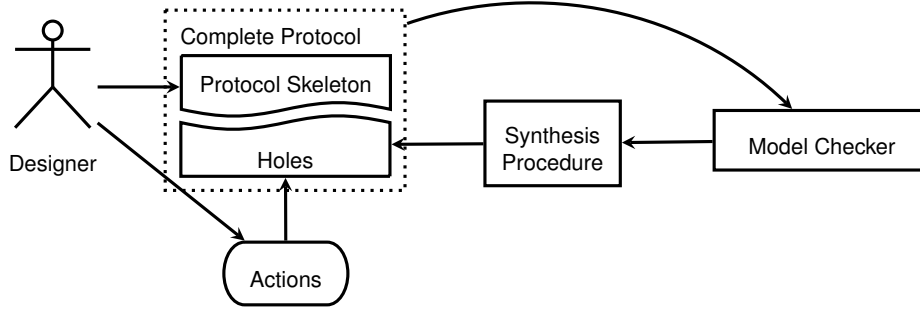 Complete Protocol
Protocol Skeleton
Holes
Designer
Actions
Synthesis
Procedure
Model Checker